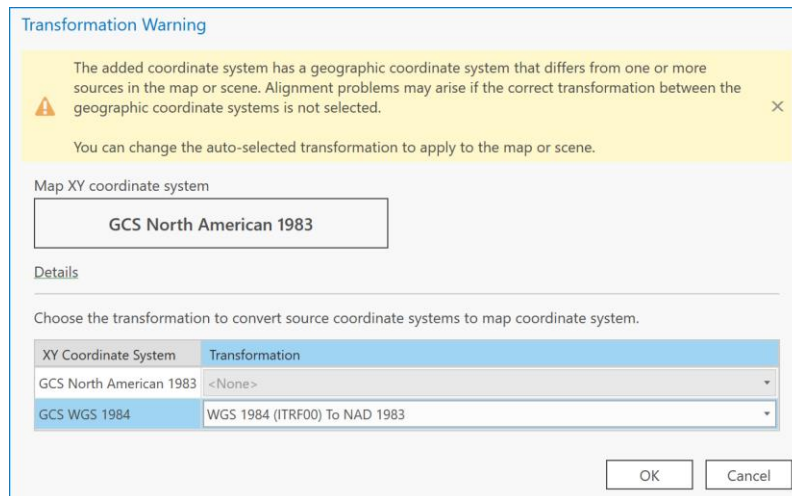 Transformation Warning
The added coordinate system has a geographic coordinate system that differs from one or more
sources in the map or scene. Alignment problems may arise if the correct transformation between the
geographic coordinate systems is not selected.
You can change the auto-selected transformation to apply to the map or scene.
Map XY coordinate system
GCS North American 1983
Details
Choose the transformation to convert source coordinate systems to map coordinate system.
XY Coordinate System Transformation
GCS North American 1983 <None>
GCS WGS 1984 WGS 1984 (ITRF00) To NAD 1983
OK Cancel